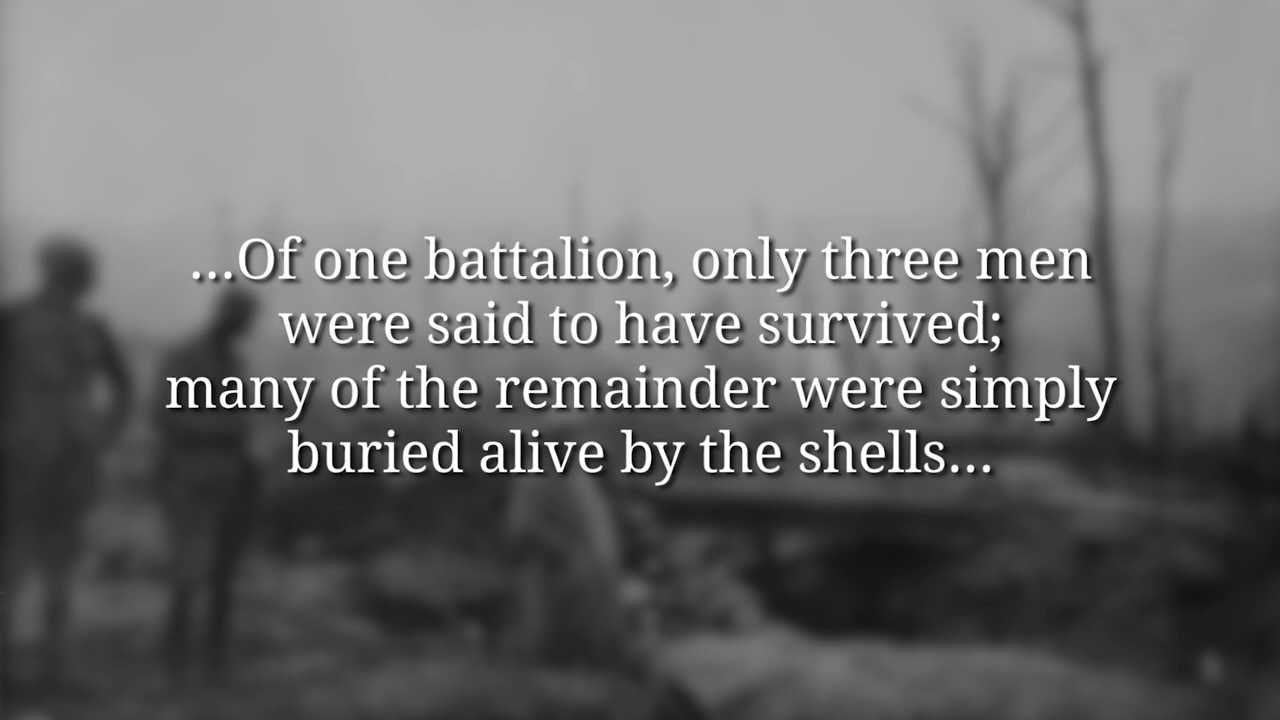 ...Of one battalion, only three men
were said to have survived;
many of the remainder were simply
buried alive by the shells...